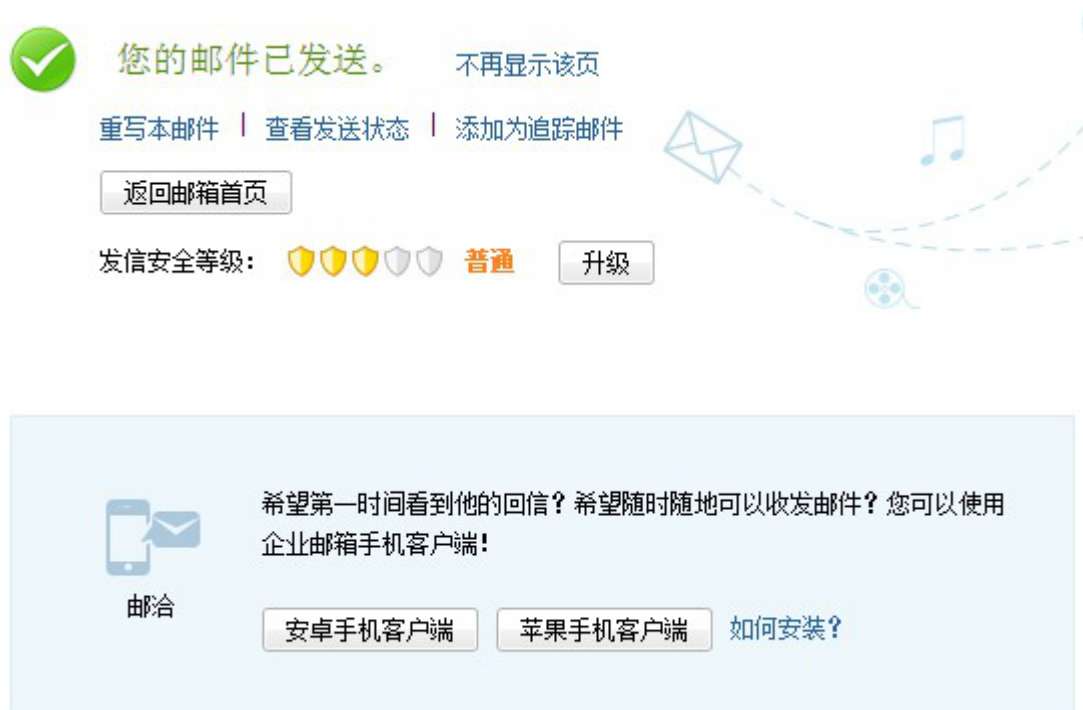 您的邮件已发送。 不再显示该页
重写本邮件 | 查看发送状态 | 添加为追踪邮件
返回邮箱首页
发信安全等级: 普通 升级
希望第一时间看到他的回信？希望随时随地可以收发邮件？您可以使用
企业邮箱手机客户端！
邮洽
安卓手机客户端 苹果手机客户端 如何安装？